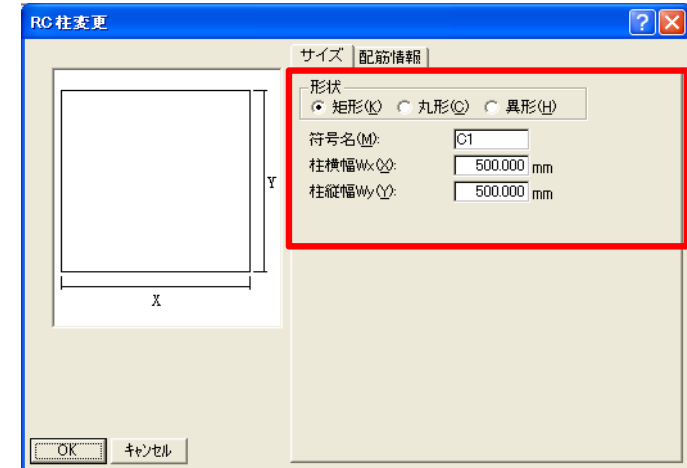 RC柱変更
サイズ 配筋情報
形状
矩形(K) 丸形(C) 異形(H)
符号名(M): C1
柱横幅Wx(X): 500.000 mm
柱縦幅Wy(Y): 500.000 mm
Y
X
OK キャンセル